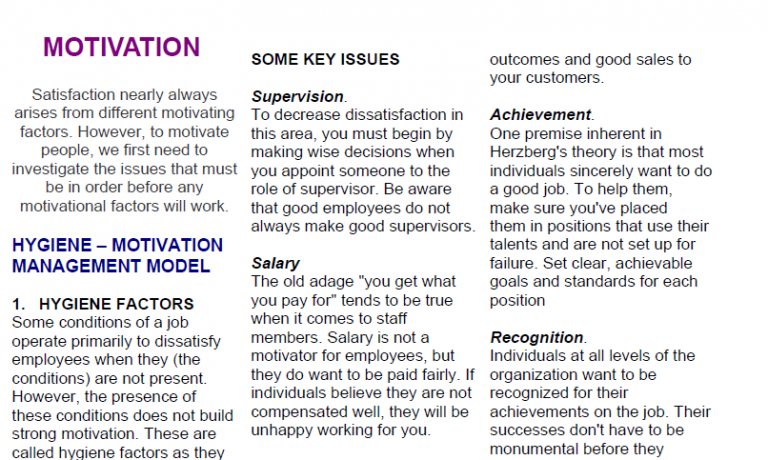 MOTIVATION
Satisfaction nearly always
arises from different motivating
factors. However, to motivate
people, we first need to
investigate the issues that must
be in order before any
motivational factors will work.
HYGIENE – MOTIVATION
MANAGEMENT MODEL
1. HYGIENE FACTORS
Some conditions of a job
operate primarily to dissatisfy
employees when they (the
conditions) are not present.
However, the presence of
these conditions does not build
strong motivation. These are
called hygiene factors as they
SOME KEY ISSUES
Supervision.
To decrease dissatisfaction in
this area, you must begin by
making wise decisions when
you appoint someone to the
role of supervisor. Be aware
that good employees do not
always make good supervisors.
Salary
The old adage "you get what
you pay for" tends to be true
when it comes to staff
members. Salary is not a
motivator for employees, but
they do want to be paid fairly. If
individuals believe they are not
compensated well, they will be
unhappy working for you.
outcomes and good sales to
your customers.
Achievement.
One premise inherent in
Herzberg's theory is that most
individuals sincerely want to do
a good job. To help them,
make sure you've placed
them in positions that use their
talents and are not set up for
failure. Set clear, achievable
goals and standards for each
position
Recognition.
Individuals at all levels of the
organization want to be
recognized for their
achievements on the job. Their
successes don't have to be
monumental before they